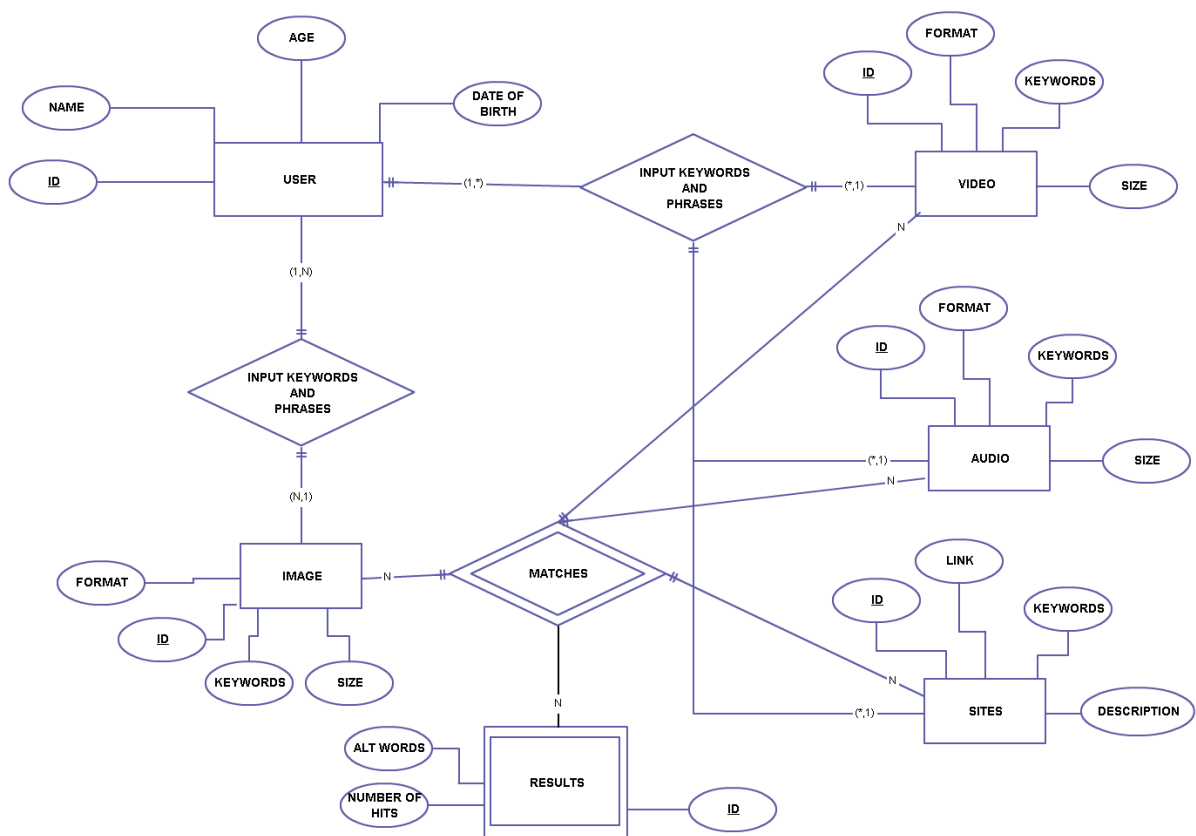 AGE
NAME
DATE OF
BIRTH
ID
USER
(1,*)
INPUT KEYWORDS
AND
PHRASES
(*,1)
FORMAT
ID
KEYWORDS
VIDEO
SIZE
N
(1,N)
INPUT KEYWORDS
AND
PHRASES
(N,1)
FORMAT
ID
KEYWORDS
(*,1)
AUDIO
SIZE
N
FORMAT
IMAGE
N
ID
KEYWORDS
SIZE
MATCHES
LINK
ID
KEYWORDS
N
(*,1)
SITES
DESCRIPTION
N
ALT WORDS
NUMBER OF
HITS
RESULTS
ID